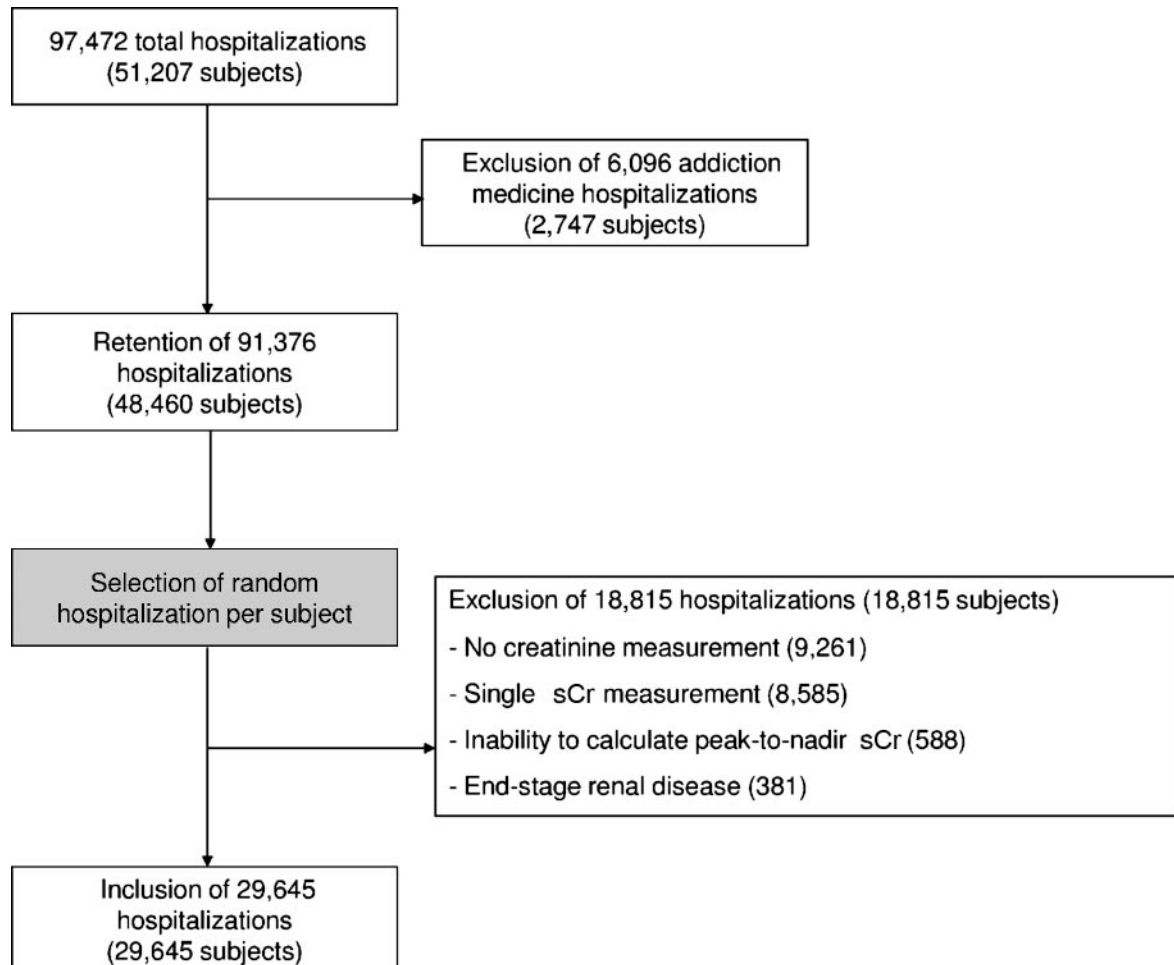 97,472 total hospitalizations
(51,207 subjects)
Exclusion of 6,096 addiction
medicine hospitalizations
(2,747 subjects)
Retention of 91,376
hospitalizations
(48,460 subjects)
Selection of random
hospitalization per subject
Exclusion of 18,815 hospitalizations (18,815 subjects)
- No creatinine measurement (9,261)
- Single sCr measurement (8,585)
- Inability to calculate peak-to-nadir sCr (588)
- End-stage renal disease (381)
Inclusion of 29,645
hospitalizations
(29,645 subjects)